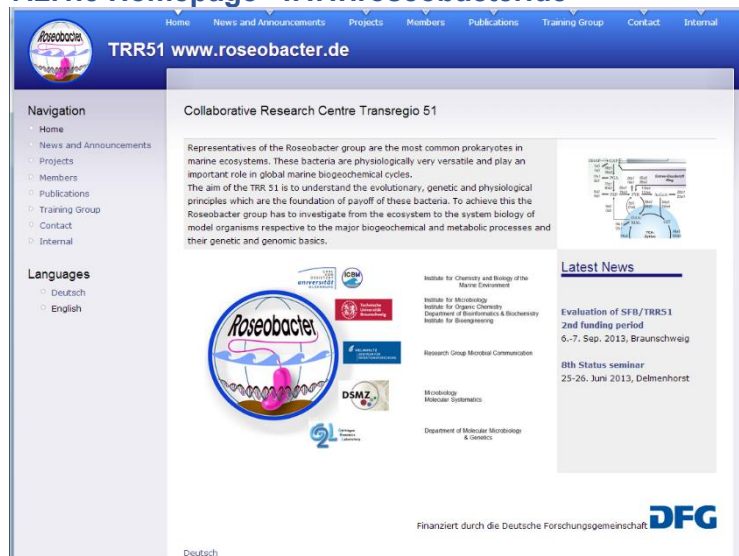 Home News and Announcements Projects Members Publications Training Group Contact Internal
Roseobacter
TRR51 www.roseobacter.de
Navigation
Home
News and Announcements
Projects
Members
Publications
Training Group
Contact
Internal
Languages
Deutsch
English
Collaborative Research Centre Transregio 51
Representatives of the Roseobacter group are the most common prokaryotes in
marine ecosystems. These bacteria are physiologically very versatile and play an
important role in global marine biogeochemical cycles.
The aim of the TRR 51 is to understand the evolutionary, genetic and physiological
principles which are the foundation of payoff of these bacteria. To achieve this the
Roseobacter group has to investigate from the ecosystem to the system biology of
model organisms respective to the major biogeochemical and metabolic processes and
their genetic and genomic basics.
Roseobacter
universität
ICBM
Institute for Chemistry and Biology of the
Marine Environment
Technische
Universität
Braunschweig
Institute for Microbiology
Institute for Organic Chemistry
Department of Bioinformatics & Biochemistry
Institute for Bioengineering
Research Group Microbial Communication
DSMZ
Microbiology
Molecular Systematics
G2L
Department of Molecular Microbiology
& Genetics
Latest News
Evaluation of SFB/TRR51
2nd funding period
6.-7. Sep. 2013, Braunschweig
8th Status seminar
25-26. Juni 2013, Delmenhorst
Finanziert durch die Deutsche Forschungsgemeinschaft DFG
Deutsch